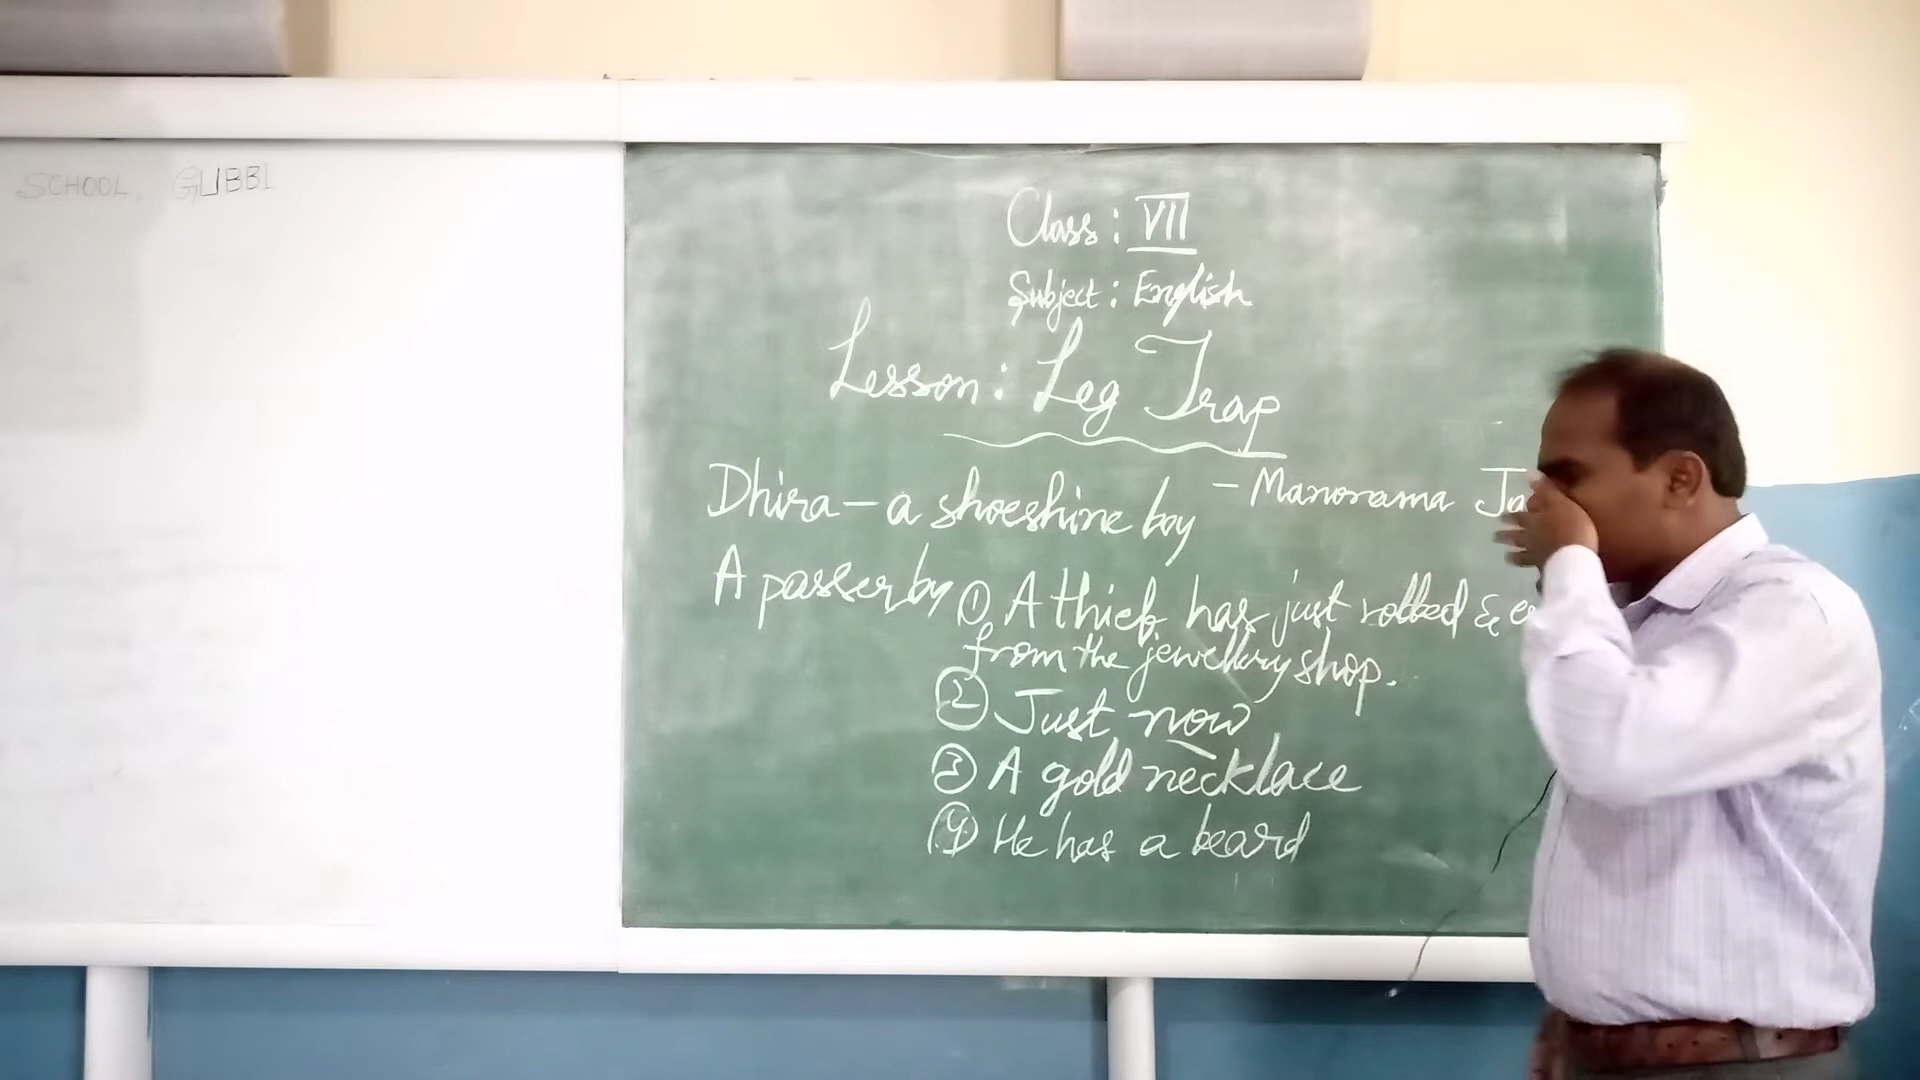 SCHOOL, GUBBI
Class : VII
Subject : English
Lesson : Leg Trap
- Manorama
Dhira - a shoeshine boy
A passer by ① A thief has just robbed &
from the jewellery shop.
② Just now
③ A gold necklace
④ He has a beard